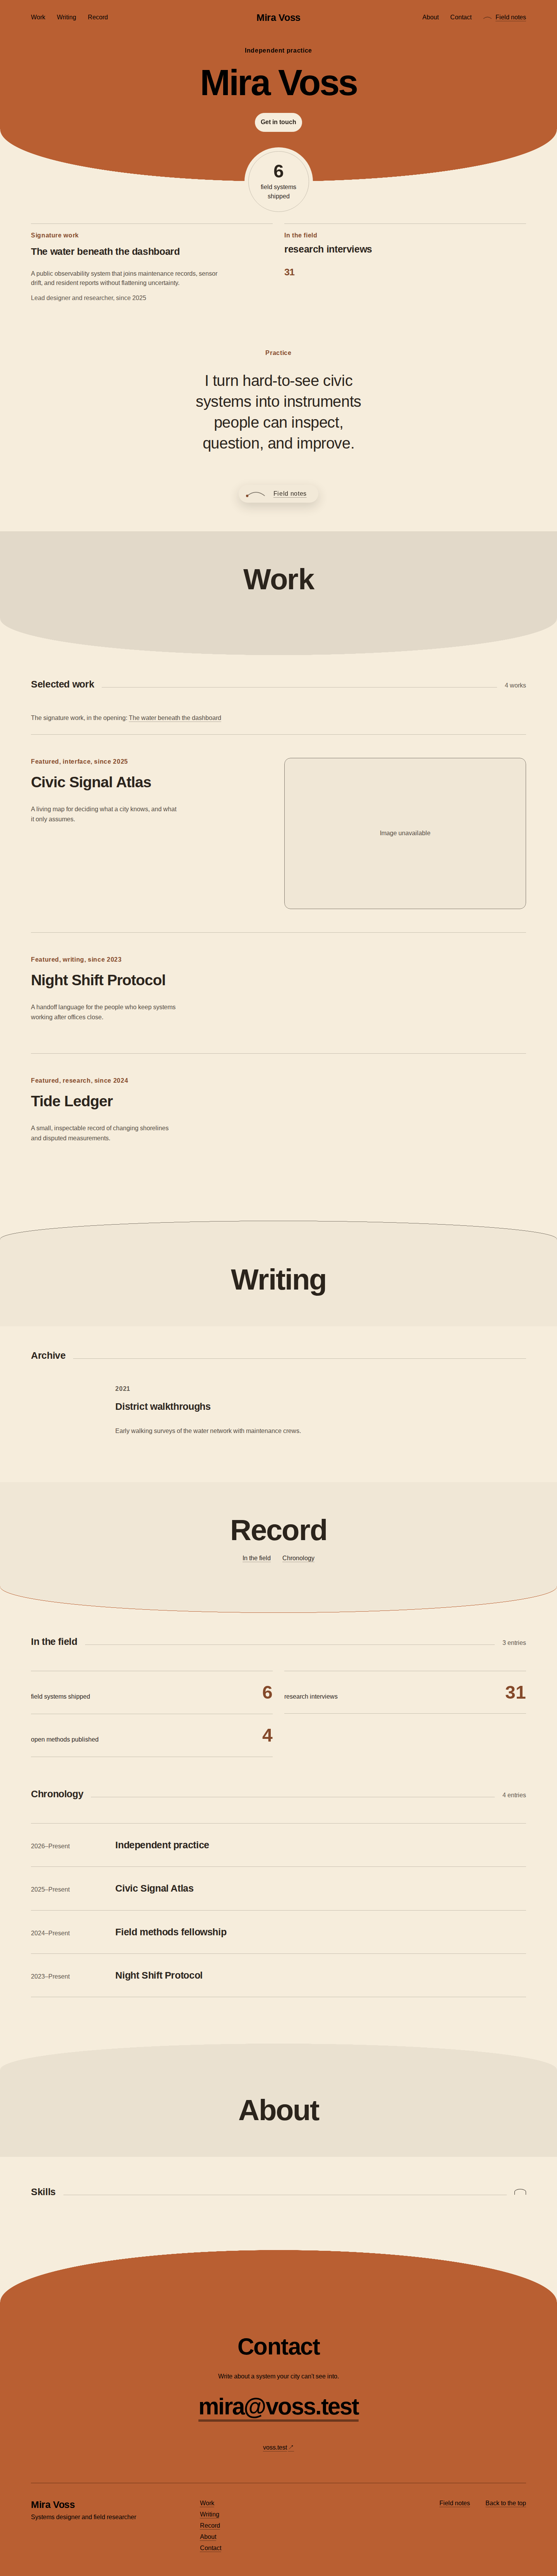 Work Writing Record Mira Voss About Contact Field notes
Independent practice
Mira Voss
Get in touch
6
field systems
shipped
Signature work
The water beneath the dashboard
A public observability system that joins maintenance records, sensor
drift, and resident reports without flattening uncertainty.
Lead designer and researcher, since 2025
In the field
research interviews
31
Practice
I turn hard-to-see civic
systems into instruments
people can inspect,
question, and improve.
Field notes
Work
Selected work 4 works
The signature work, in the opening: The water beneath the dashboard
Featured, interface, since 2025
Civic Signal Atlas
A living map for deciding what a city knows, and what
it only assumes.
Image unavailable
Featured, writing, since 2023
Night Shift Protocol
A handoff language for the people who keep systems
working after offices close.
Featured, research, since 2024
Tide Ledger
A small, inspectable record of changing shorelines
and disputed measurements.
Writing
Archive
2021
District walkthroughs
Early walking surveys of the water network with maintenance crews.
Record
In the field Chronology
In the field 3 entries
field systems shipped 6
research interviews 31
open methods published 4
Chronology 4 entries
2026–Present Independent practice
2025–Present Civic Signal Atlas
2024–Present Field methods fellowship
2023–Present Night Shift Protocol
About
Skills
Contact
Write about a system your city can't see into.
mira@voss.test
voss.test ↗
Mira Voss
Systems designer and field researcher
Work
Writing
Record
About
Contact
Field notes Back to the top